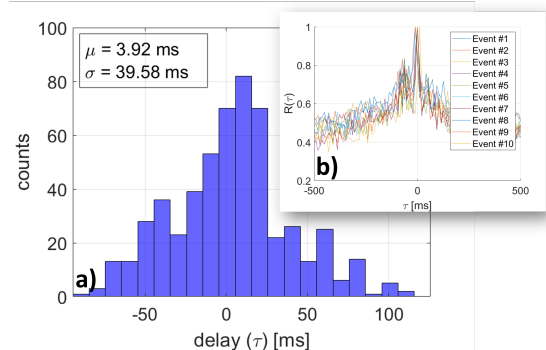 μ = 3.92 ms
σ = 39.58 ms
100
80
60
40
20
0
counts
a)
-50
0
50
100
delay (τ) [ms]
1
0.8
0.6
0.4
0.2
R(τ)
b)
Event #1
Event #2
Event #3
Event #4
Event #5
Event #6
Event #7
Event #8
Event #9
Event #10
-500
0
500
τ [ms]